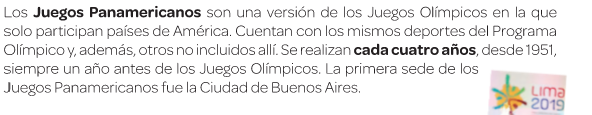 Los Juegos Panamericanos son una versión de los Juegos Olímpicos en la que
solo participan países de América. Cuentan con los mismos deportes del Programa
Olímpico y, además, otros no incluidos allí. Se realizan cada cuatro años, desde 1951,
siempre un año antes de los Juegos Olímpicos. La primera sede de los
Juegos Panamericanos fue la Ciudad de Buenos Aires.
LIMA
2019